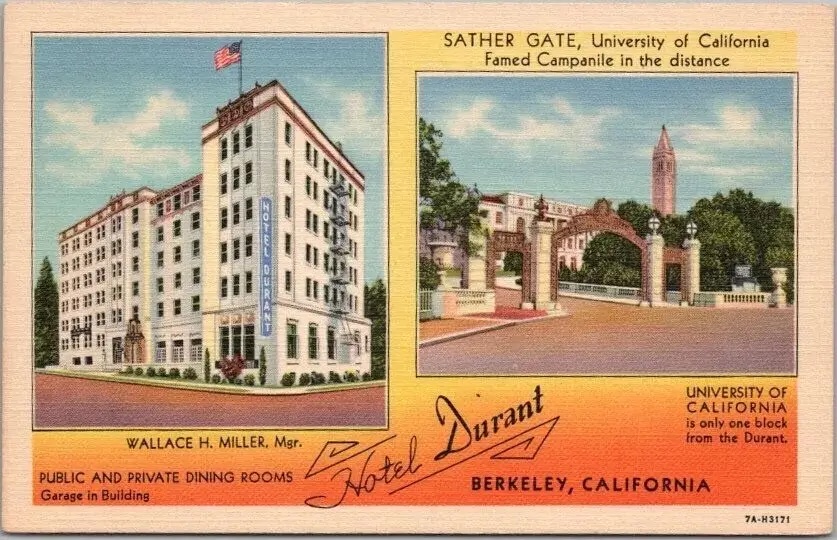 SATHER GATE, University of California
Famed Campanile in the distance
HOTEL DURANT
WALLACE H. MILLER, Mgr.
PUBLIC AND PRIVATE DINING ROOMS
Garage in Building
Hotel Durant
BERKELEY, CALIFORNIA
UNIVERSITY OF
CALIFORNIA
is only one block
from the Durant.
7A-H3171